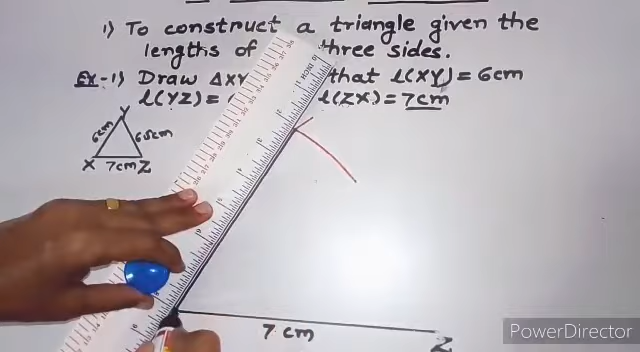 1) To construct a triangle given the
lengths of three sides.
Ex-1) Draw ΔXY that l(XY) = 6cm
l(YZ) = l(ZX) = 7cm
Y
6cm 6.5cm
X 7cm Z
7 cm
Z
PowerDirector